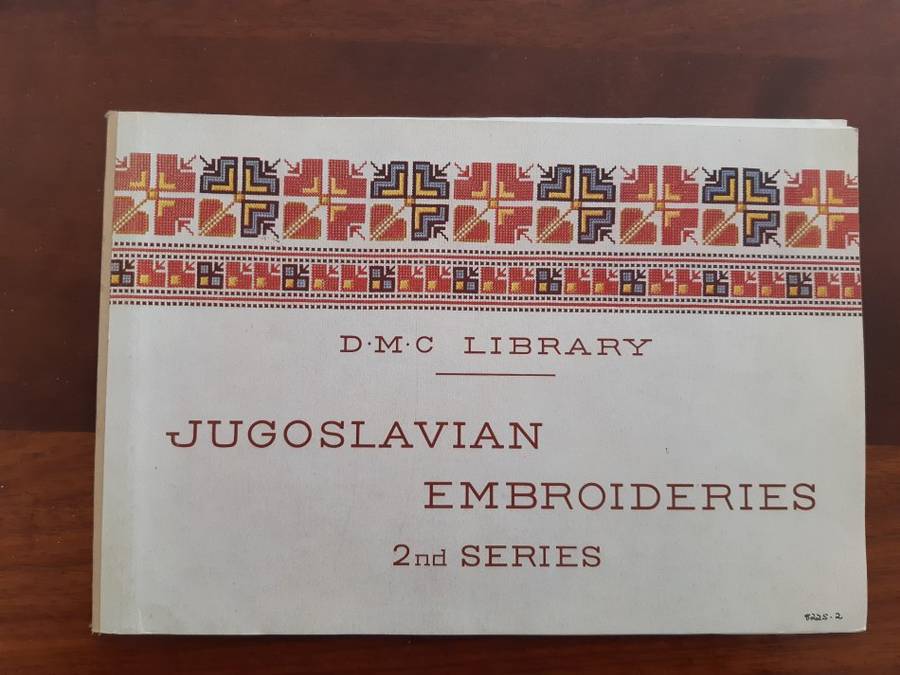 D·M·C LIBRARY
JUGOSLAVIAN
EMBROIDERIES
2nd SERIES